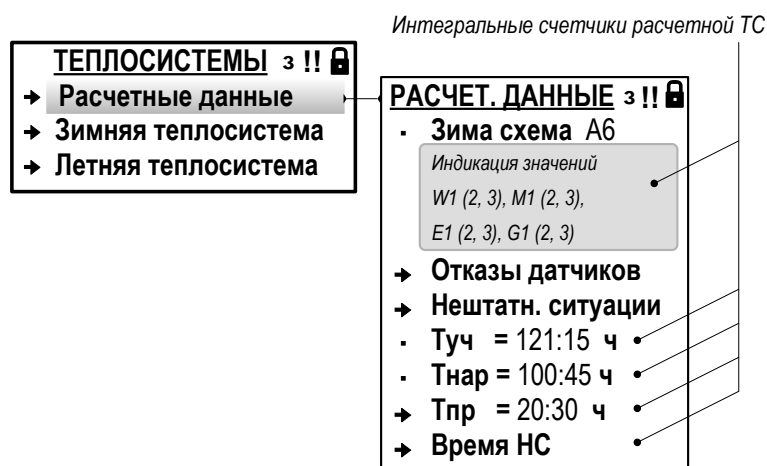 Интегральные счетчики расчетной ТС
ТЕПЛОСИСТЕМЫ з !!
→ Расчетные данные
→ Зимняя теплосистема
→ Летняя теплосистема
РАСЧЕТ. ДАННЫЕ з !!
· Зима схема А6
Индикация значений
W1 (2, 3), M1 (2, 3),
E1 (2, 3), G1 (2, 3)
→ Отказы датчиков
→ Нештатн. ситуации
· Туч = 121:15 ч
· Тнар = 100:45 ч
→ Тпр = 20:30 ч
→ Время НС